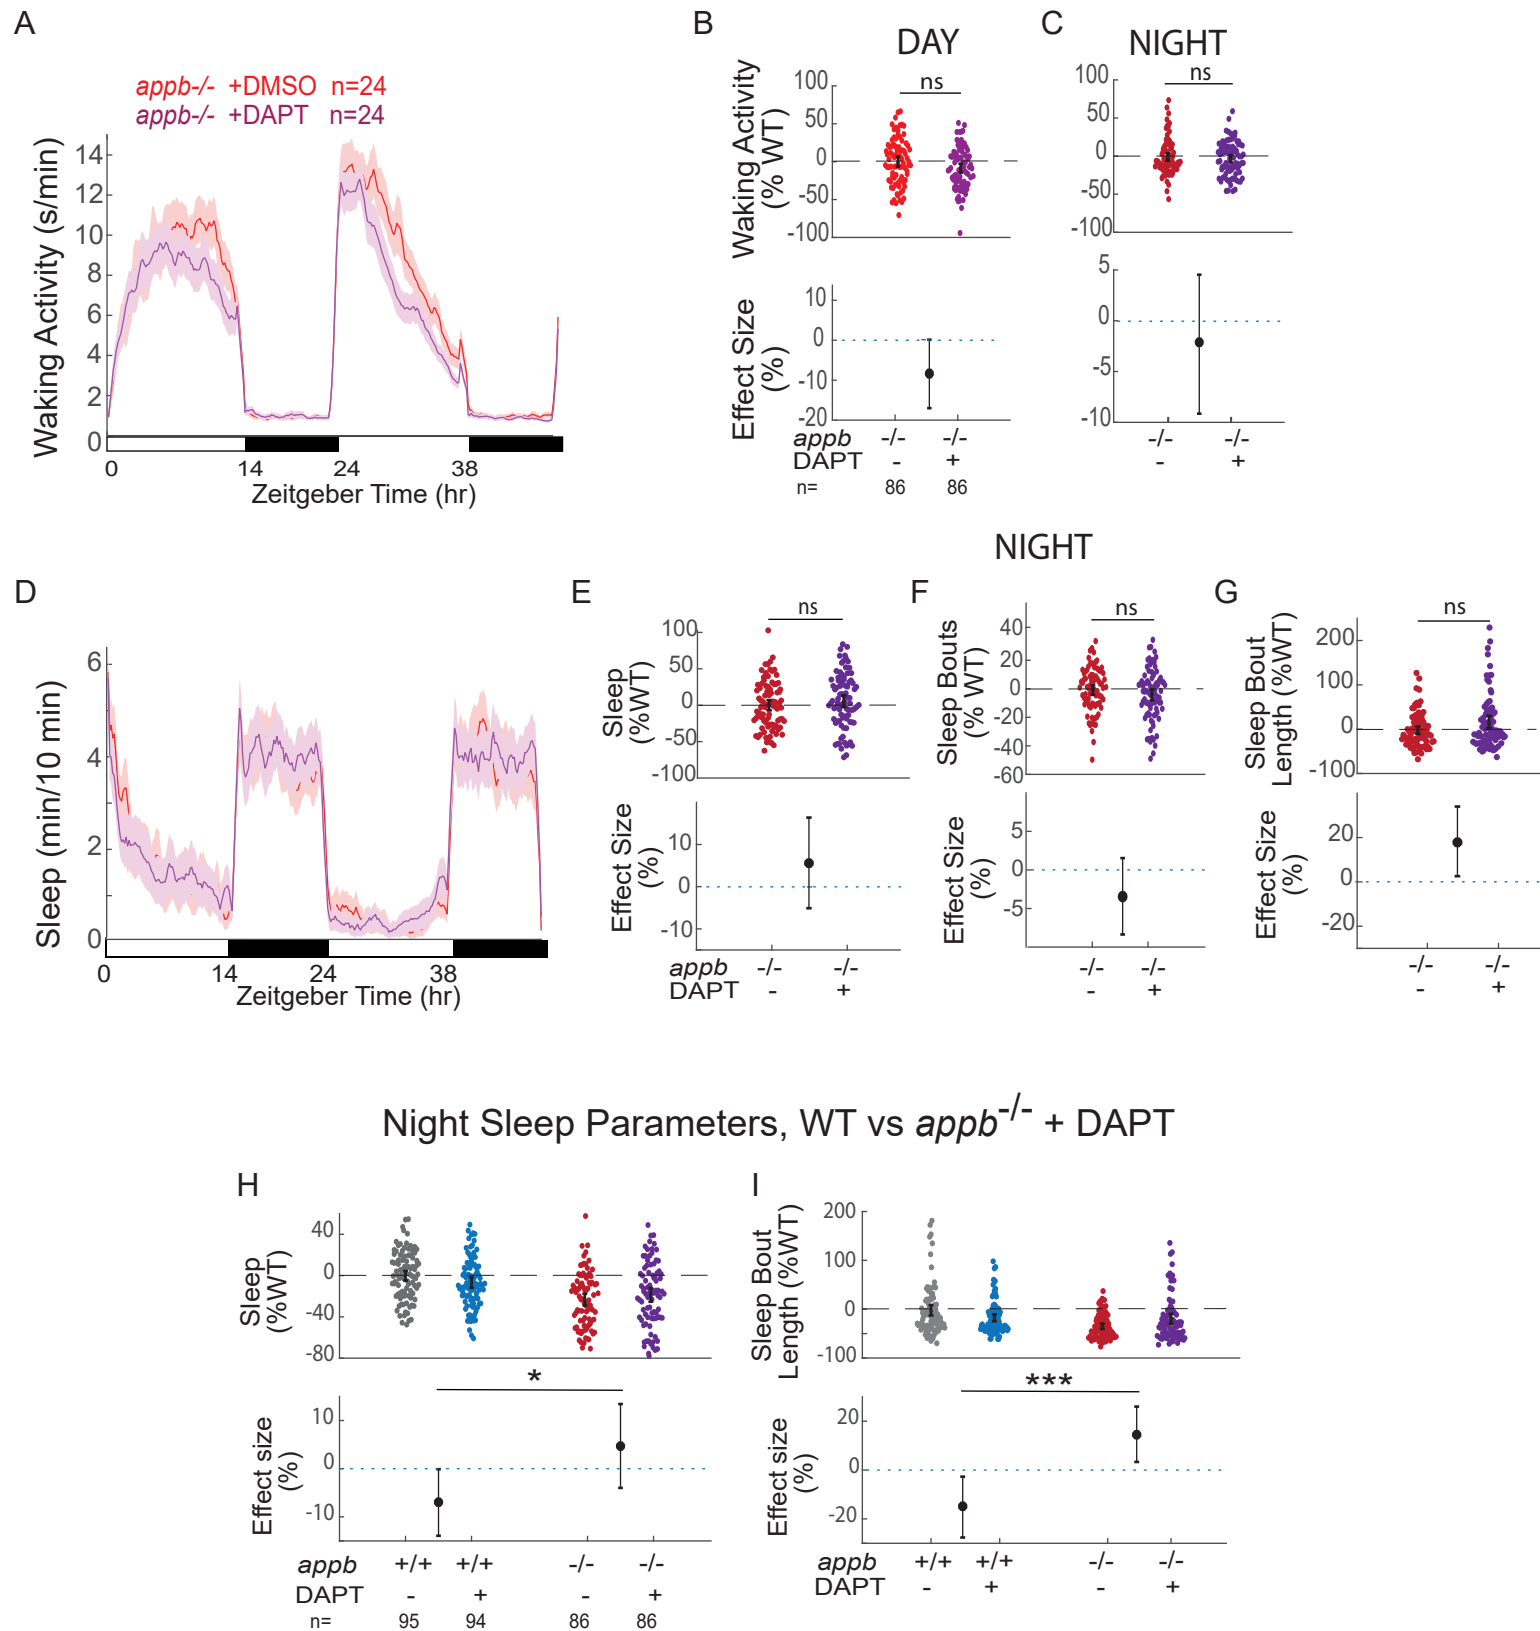 A
appb-/- +DMSO n=24
appb-/- +DAPT n=24
Waking Activity (s/min)
14
12
10
8
6
4
2
0
0 14 24 38
Zeitgeber Time (hr)
B
DAY
Waking Activity
(% WT)
100
50
0
-50
-100
ns
Effect Size
(%)
10
0
-10
-20
appb -/- -/-
DAPT - +
n= 86 86
C
NIGHT
100
50
0
-50
-100
ns
5
0
-5
-10
-/- -/-
- +
D
Sleep (min/10 min)
6
4
2
0
0 14 24 38
Zeitgeber Time (hr)
NIGHT
E
Sleep
(%WT)
100
50
0
-50
-100
ns
Effect Size
(%)
10
0
-10
appb -/- -/-
DAPT - +
F
Sleep Bouts
(% WT)
40
20
0
-20
-40
-60
ns
Effect Size
(%)
5
0
-5
-/- -/-
- +
G
Sleep Bout
Length (%WT)
200
100
0
-100
ns
Effect Size
(%)
20
0
-20
-/- -/-
- +
Night Sleep Parameters, WT vs appb-/- + DAPT
H
Sleep
(%WT)
40
0
-40
-80
*
Effect size
(%)
10
0
-10
appb +/+ +/+ -/- -/-
DAPT - + - +
n= 95 94 86 86
I
Sleep Bout
Length (%WT)
200
100
0
-100
***
Effect size
(%)
20
0
-20
appb +/+ +/+ -/- -/-
DAPT - + - +